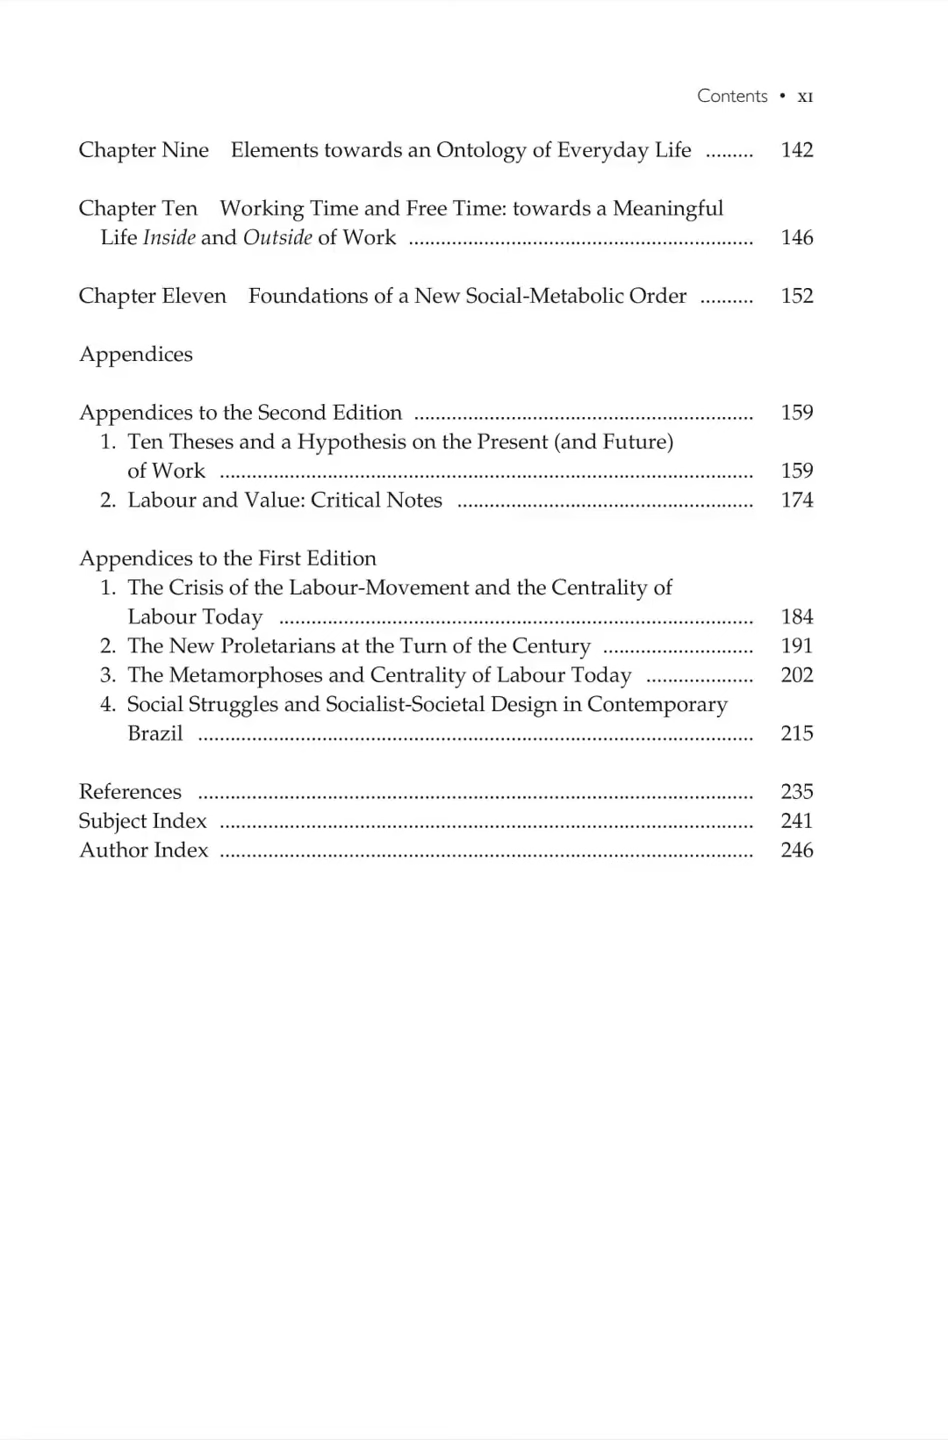 Contents • XI
Chapter Nine Elements towards an Ontology of Everyday Life ......... 142
Chapter Ten Working Time and Free Time: towards a Meaningful
Life Inside and Outside of Work ................................................................ 146
Chapter Eleven Foundations of a New Social-Metabolic Order .......... 152
Appendices
Appendices to the Second Edition ............................................................... 159
1. Ten Theses and a Hypothesis on the Present (and Future)
of Work ................................................................................................... 159
2. Labour and Value: Critical Notes ....................................................... 174
Appendices to the First Edition
1. The Crisis of the Labour-Movement and the Centrality of
Labour Today ........................................................................................ 184
2. The New Proletarians at the Turn of the Century ............................ 191
3. The Metamorphoses and Centrality of Labour Today .................... 202
4. Social Struggles and Socialist-Societal Design in Contemporary
Brazil ....................................................................................................... 215
References ....................................................................................................... 235
Subject Index ................................................................................................... 241
Author Index ................................................................................................... 246